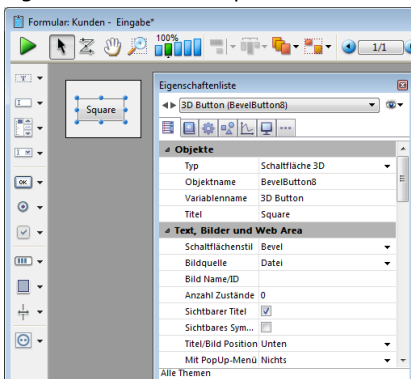 Formular: Kunden - Eingabe*
100%
1/1
Square
Eigenschaftenliste
3D Button (BevelButton8)
Objekte
Typ Schaltfläche 3D
Objektname BevelButton8
Variablenname 3D Button
Titel Square
Text, Bilder und Web Area
Schaltflächenstil Bevel
Bildquelle Datei
Bild Name/ID
Anzahl Zustände 0
Sichtbarer Titel
Sichtbares Sym...
Titel/Bild Position Unten
Mit PopUp-Menü Nichts
Alle Themen
OK